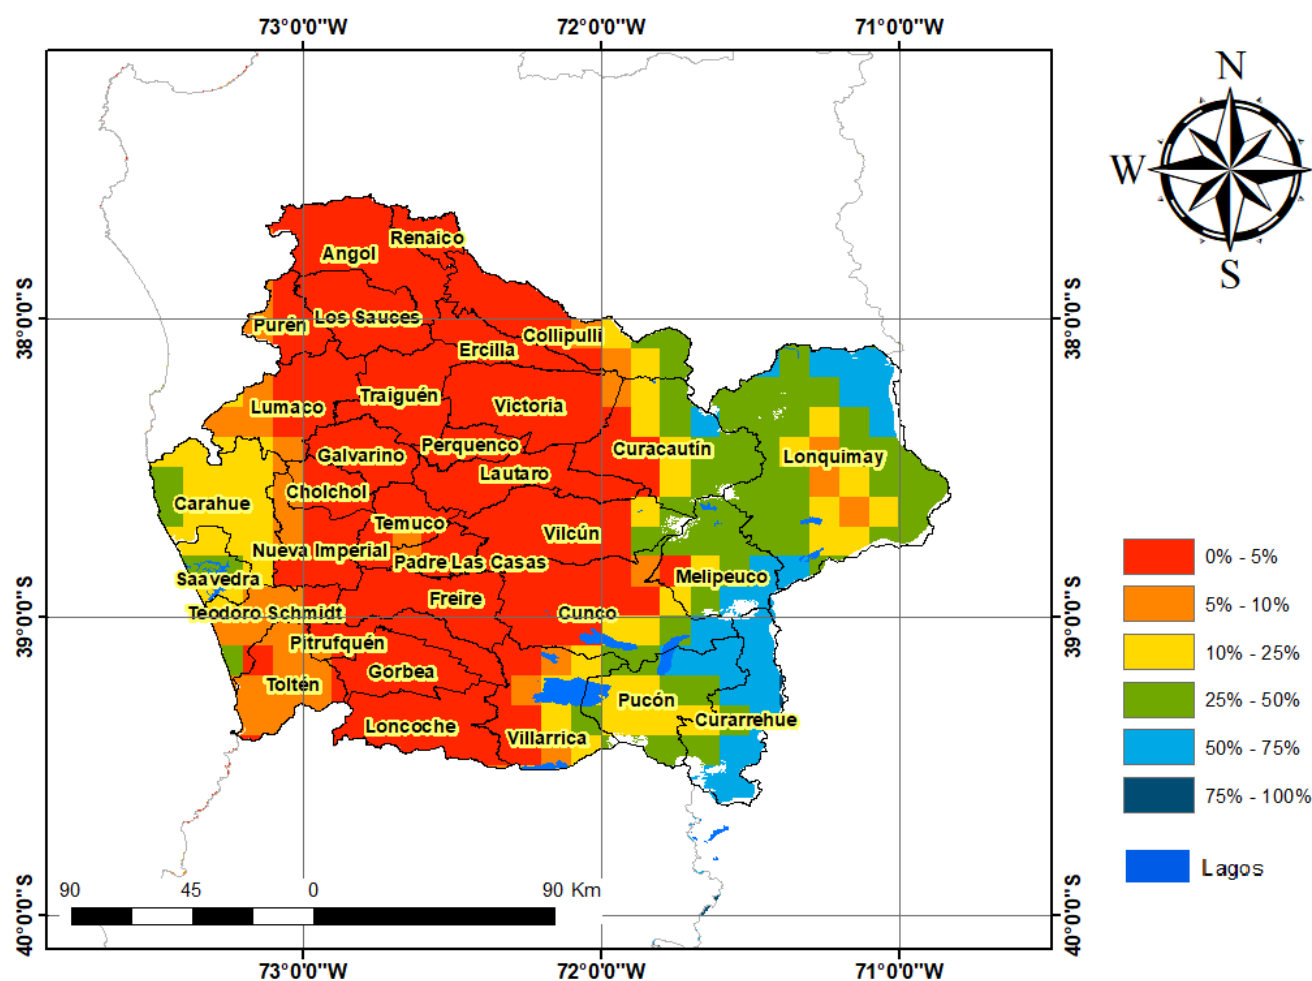 73°0'0"W 72°0'0"W 71°0'0"W
N
W
S
38°0'0"S
38°0'0"S
39°0'0"S
39°0'0"S
40°0'0"S
40°0'0"S
Renaico
Angol
Los Sauces
Purén
Collipulli
Ercilla
Traiguén
Lumaco
Victoria
Perquenco
Curacautín
Galvarino
Lonquimay
Lautaro
Cholchol
Carahue
Temuco
Vilcún
Nueva Imperial
Padre Las Casas
Saavedra
Melipeuco
Freire
Teodoro Schmidt
Cunco
Pitrufquén
Gorbea
Toltén
Pucón
Curarrehue
Loncoche
Villarrica
0% - 5%
5% - 10%
10% - 25%
25% - 50%
50% - 75%
75% - 100%
Lagos
90 45 0 90 Km
73°0'0"W 72°0'0"W 71°0'0"W